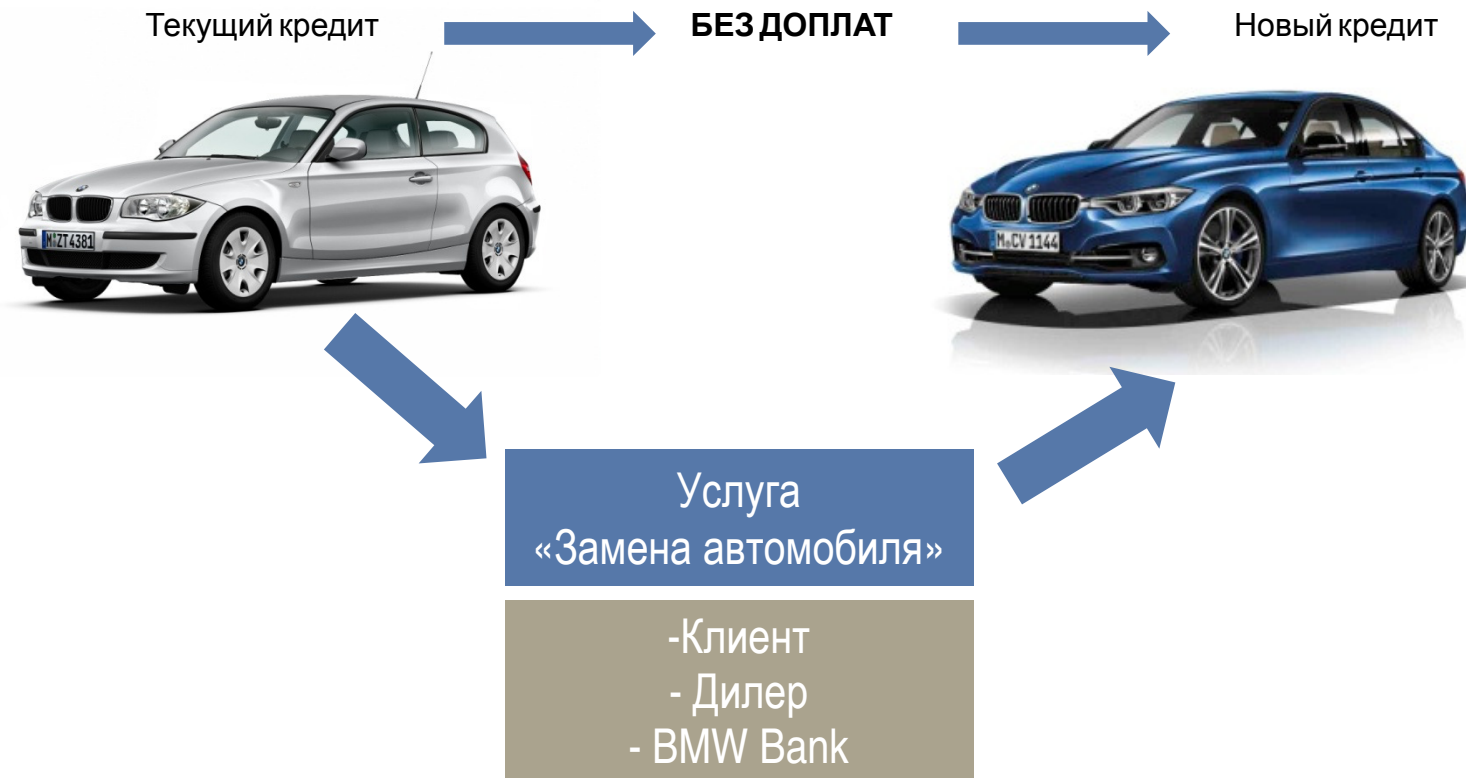 Текущий кредит
БЕЗ ДОПЛАТ
Новый кредит
M ZT 4381
M CV 1144
Услуга
«Замена автомобиля»
-Клиент
- Дилер
- BMW Bank